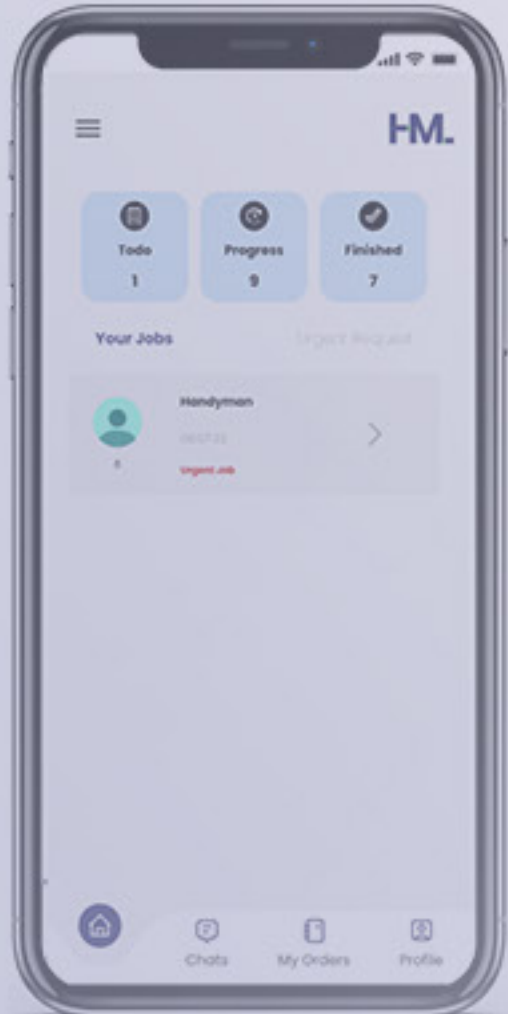 HM.
Todo Progress Finished
1 9 7
Your Jobs Urgent Request
Handyman
Urgent Job
Chats My Orders Profile